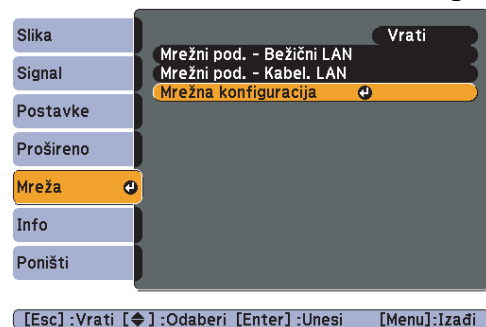 Slika
Signal
Postavke
Prošireno
Mreža
Info
Poništi
Vrati
Mrežni pod. - Bežični LAN
Mrežni pod. - Kabel. LAN
Mrežna konfiguracija
[Esc] :Vrati [◆] :Odaberi [Enter] :Unesi [Menu]:Izađi